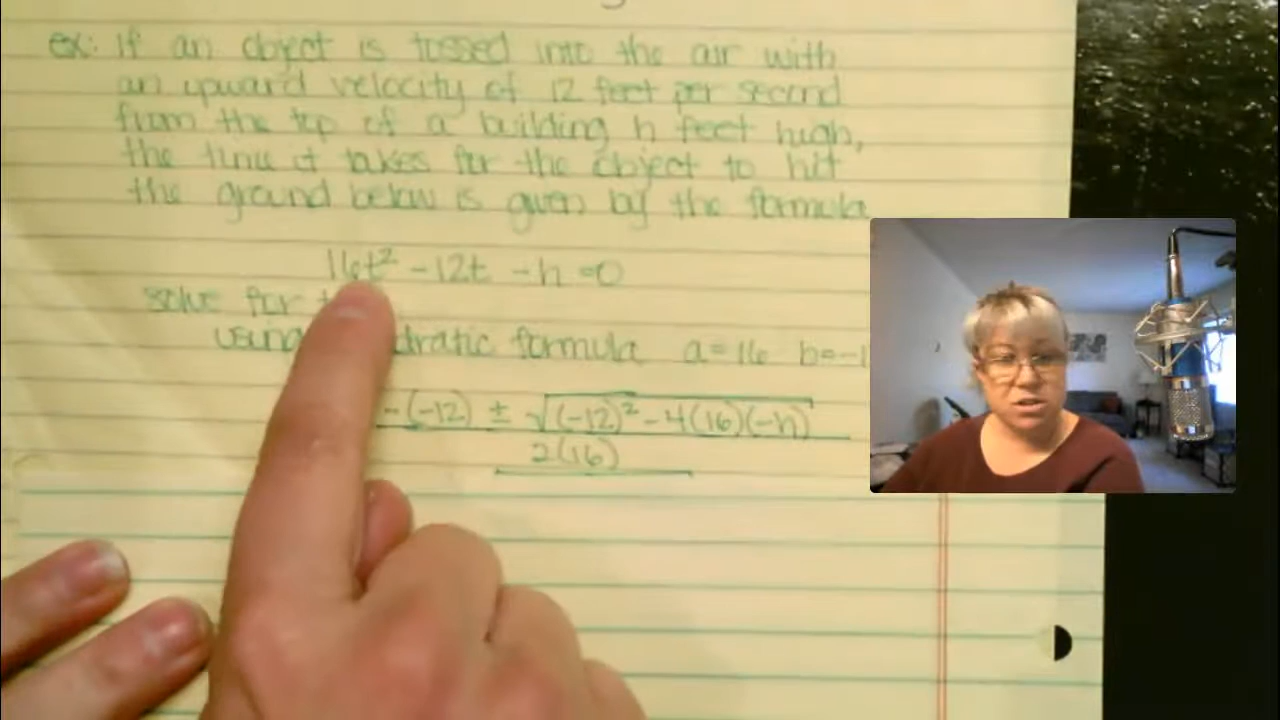 ex: If an object is tossed into the air with
an upward velocity of 12 feet per second
from the top of a building h feet high,
the time it takes for the object to hit
the ground below is given by the formula
16t² - 12t - h = 0
solve for t
using formula a=16 b=-1
-(-12) ± √(-12)² - 4(16)(-h)
2(16)